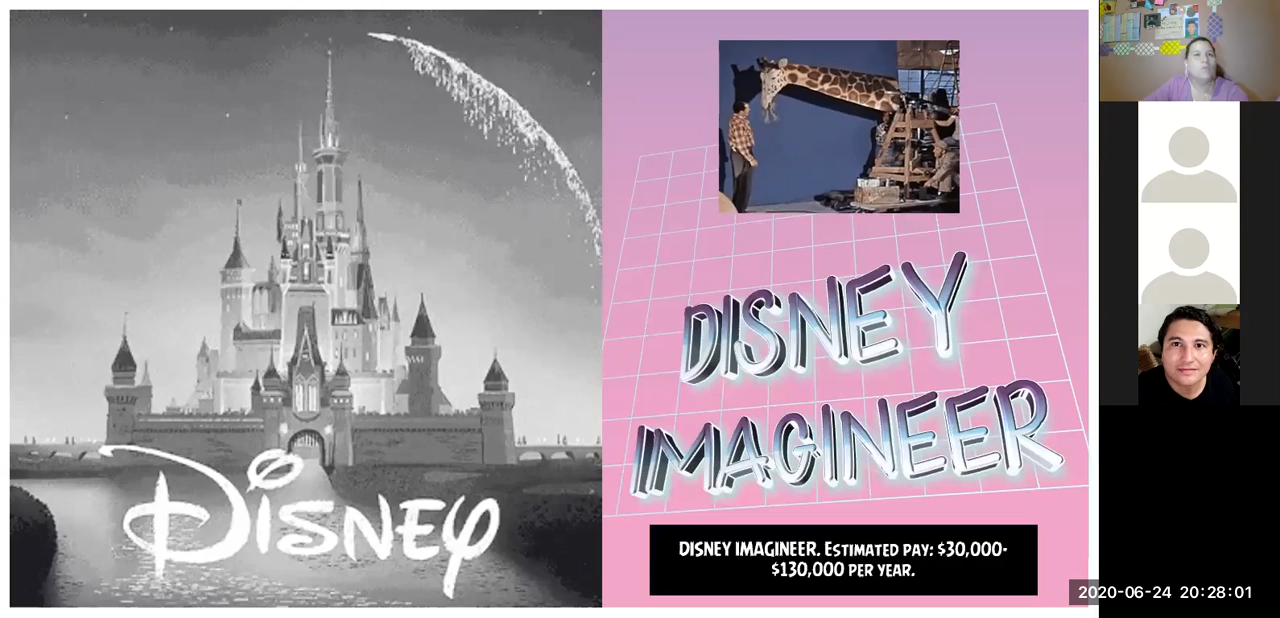 DISNEY
DISNEY
IMAGINEER
DISNEY IMAGINEER. ESTIMATED PAY: $30,000-
$130,000 PER YEAR.
2020-06-24 20:28:01